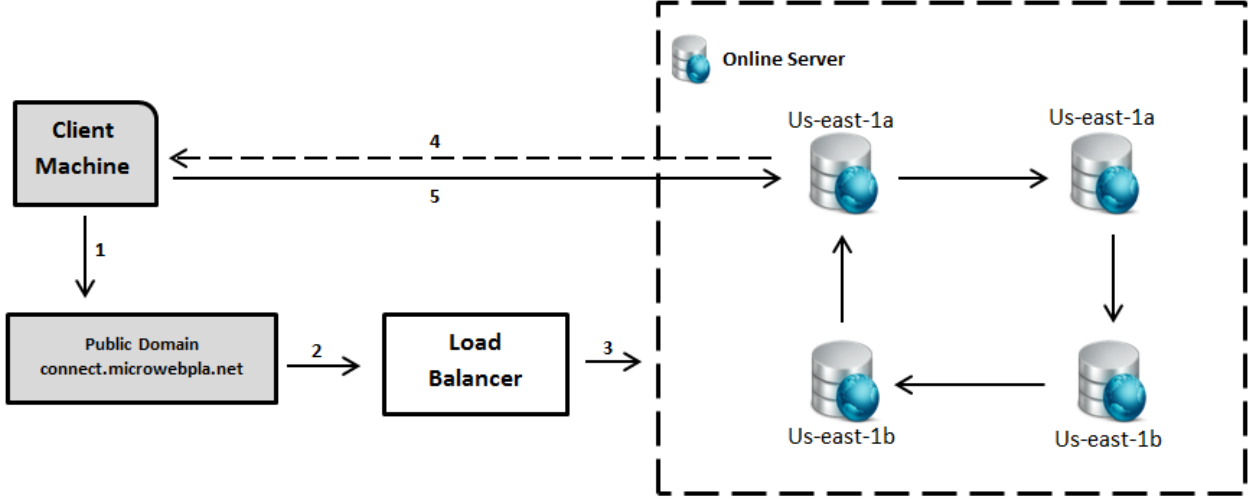 Online Server
Client
Machine
Us-east-1a
Us-east-1a
4
5
1
Public Domain
connect.microwebpla.net
2
Load
Balancer
3
Us-east-1b
Us-east-1b